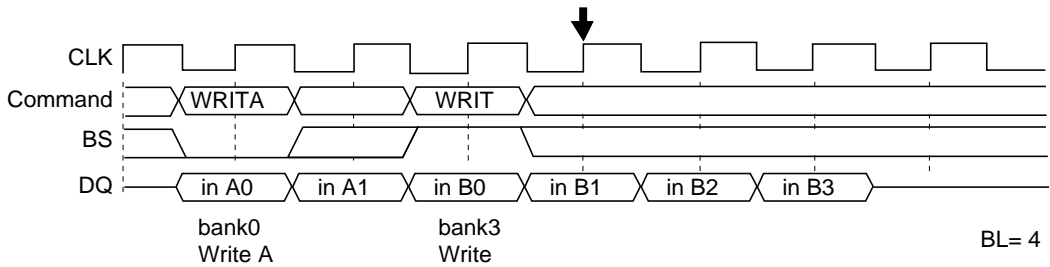 CLK
Command WRITA WRIT
BS
DQ in A0 in A1 in B0 in B1 in B2 in B3
bank0 bank3
Write A Write
BL= 4